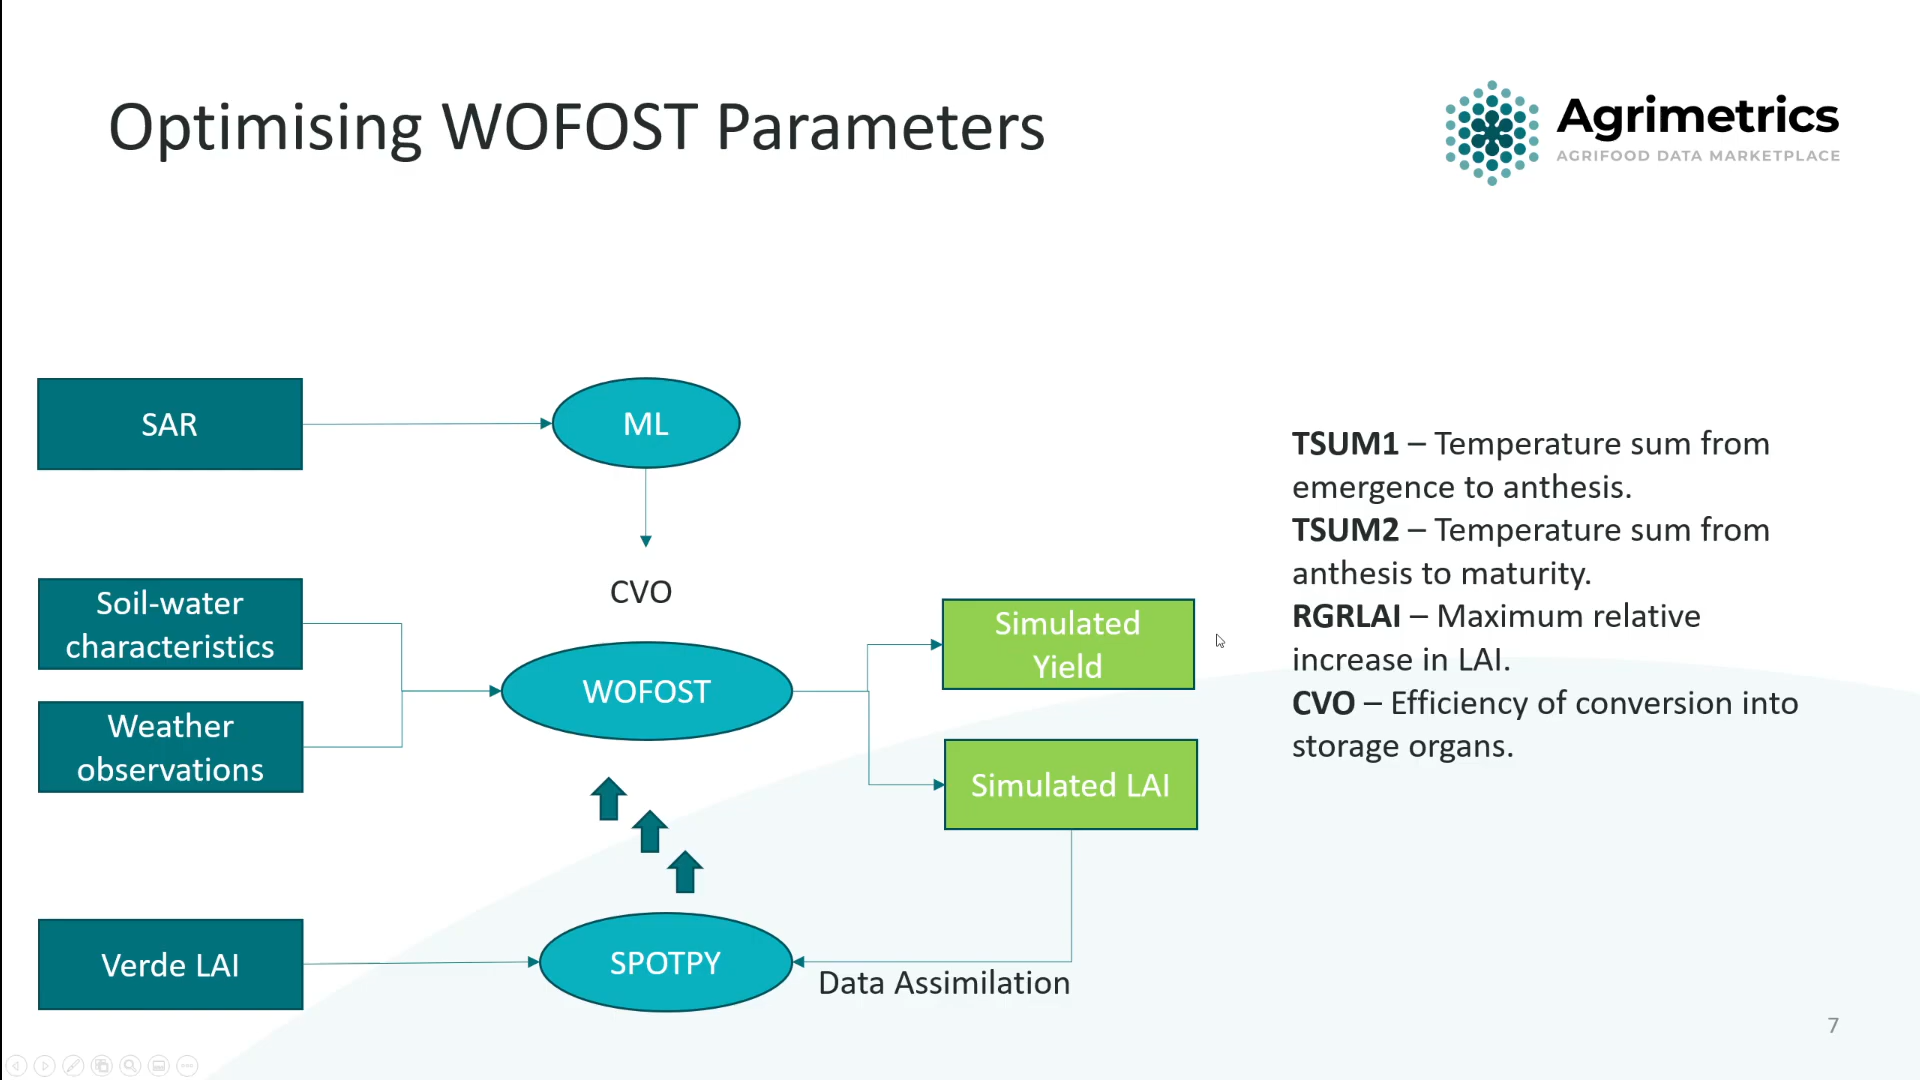 Optimising WOFOST Parameters
Agrimetrics
AGRIFOOD DATA MARKETPLACE
SAR
ML
CVO
Soil-water
characteristics
Weather
observations
WOFOST
Simulated
Yield
Simulated LAI
Verde LAI
SPOTPY
Data Assimilation
TSUM1 – Temperature sum from
emergence to anthesis.
TSUM2 – Temperature sum from
anthesis to maturity.
RGRLAI – Maximum relative
increase in LAI.
CVO – Efficiency of conversion into
storage organs.
7